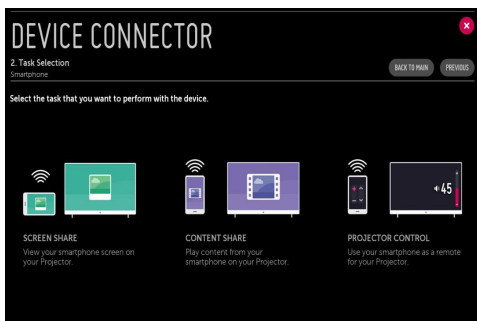 DEVICE CONNECTOR
2. Task Selection
Smartphone
BACK TO MAIN PREVIOUS
Select the task that you want to perform with the device.
45
SCREEN SHARE
View your smartphone screen on
your Projector.
CONTENT SHARE
Play content from your
smartphone on your Projector.
PROJECTOR CONTROL
Use your smartphone as a remote
for your Projector.